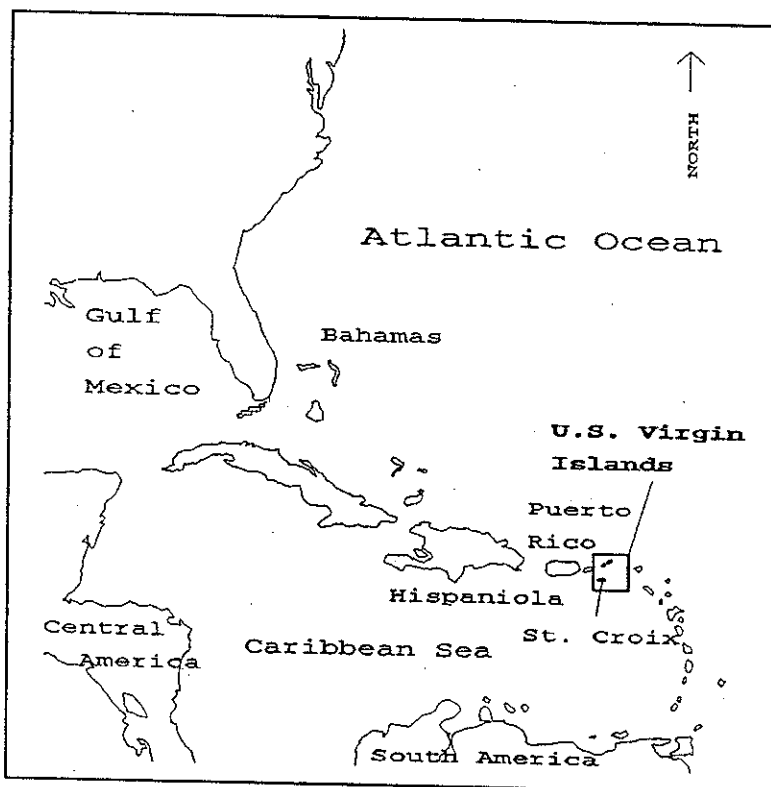 NORTH
Atlantic Ocean
Gulf
of
Mexico
Bahamas
U.S. Virgin
Islands
Puerto
Rico
Hispaniola
St. Croix
Central
America
Caribbean Sea
South America